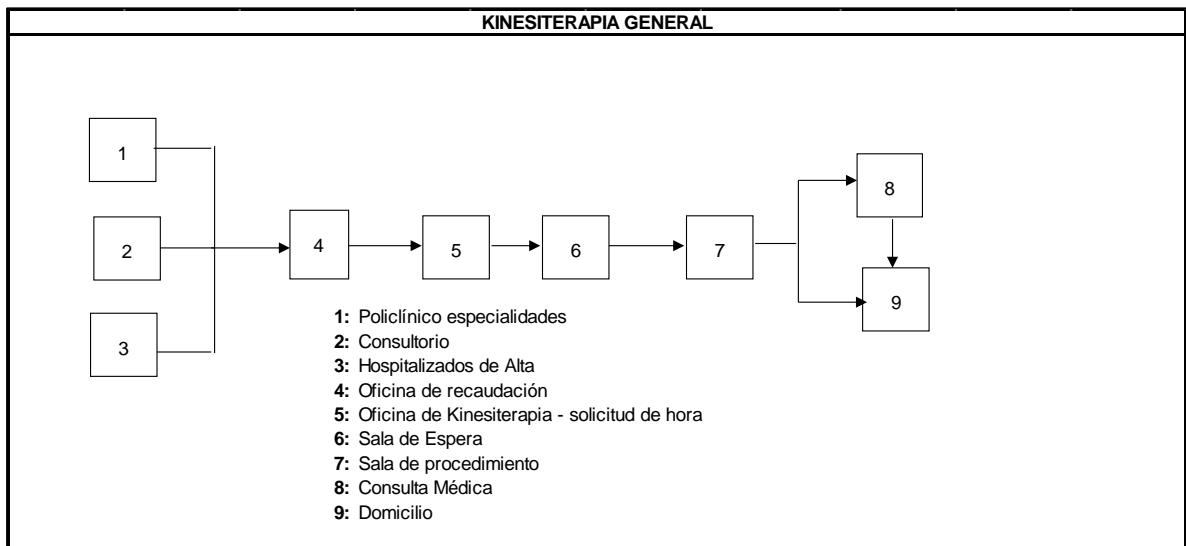 KINESITERAPIA GENERAL
1
2
3
4
5
6
7
8
9
1: Policlínico especialidades
2: Consultorio
3: Hospitalizados de Alta
4: Oficina de recaudación
5: Oficina de Kinesiterapia - solicitud de hora
6: Sala de Espera
7: Sala de procedimiento
8: Consulta Médica
9: Domicilio